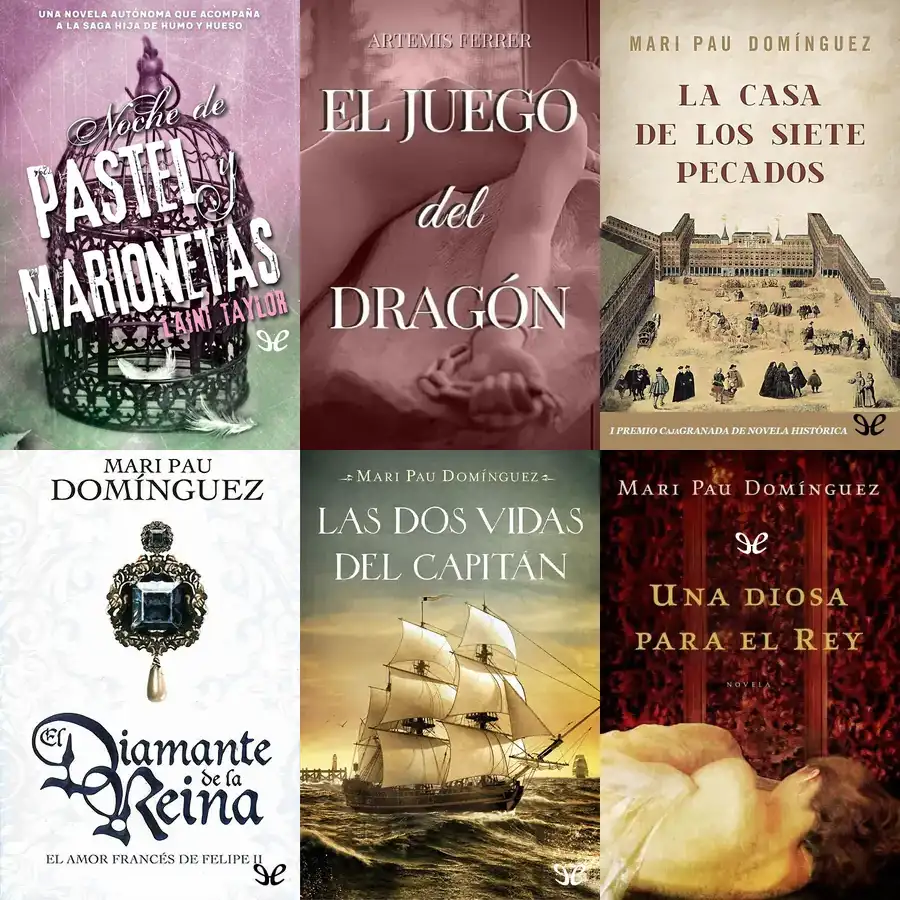 UNA NOVELA AUTÓNOMA QUE ACOMPAÑA
A LA SAGA HIJA DE HUMO Y HUESO
Noche de
PASTEL y
MARIONETAS
LAINI TAYLOR
ARTEMIS FERRER
EL JUEGO
del
DRAGÓN
MARI PAU DOMÍNGUEZ
LA CASA
DE LOS SIETE
PECADOS
I PREMIO CAJAGRANADA DE NOVELA HISTÓRICA
MARI PAU
DOMÍNGUEZ
El Diamante
de la
Reina
EL AMOR FRANCÉS DE FELIPE II
MARI PAU DOMÍNGUEZ
LAS DOS VIDAS
DEL CAPITÁN
MARI PAU DOMÍNGUEZ
UNA DIOSA
PARA EL REY
NOVELA